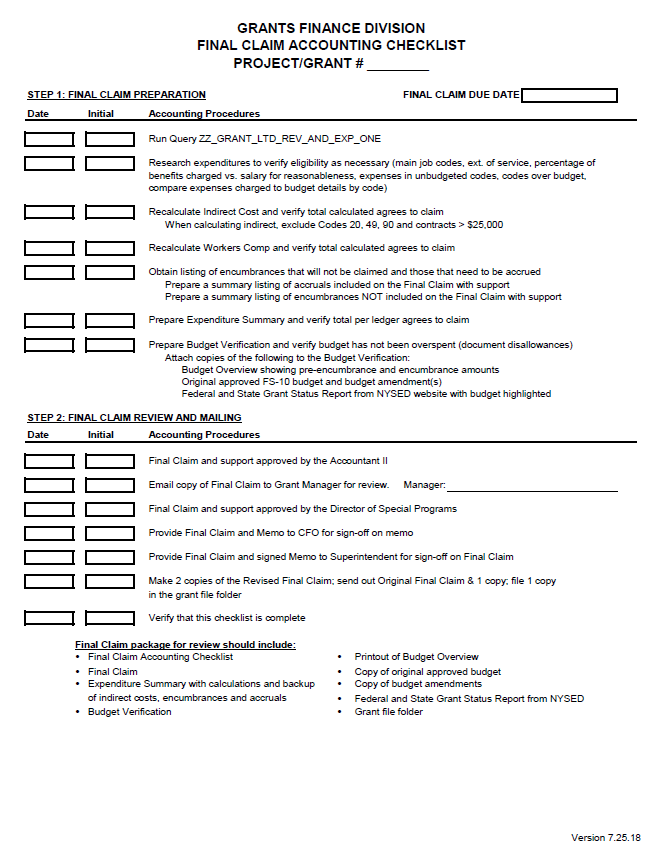 GRANTS FINANCE DIVISION
FINAL CLAIM ACCOUNTING CHECKLIST
PROJECT/GRANT # ________
STEP 1: FINAL CLAIM PREPARATION FINAL CLAIM DUE DATE
Date Initial Accounting Procedures
Run Query ZZ_GRANT_LTD_REV_AND_EXP_ONE
Research expenditures to verify eligibility as necessary (main job codes, ext. of service, percentage of
benefits charged vs. salary for reasonableness, expenses in unbudgeted codes, codes over budget,
compare expenses charged to budget details by code)
Recalculate Indirect Cost and verify total calculated agrees to claim
When calculating indirect, exclude Codes 20, 49, 90 and contracts > $25,000
Recalculate Workers Comp and verify total calculated agrees to claim
Obtain listing of encumbrances that will not be claimed and those that need to be accrued
Prepare a summary listing of accruals included on the Final Claim with support
Prepare a summary listing of encumbrances NOT included on the Final Claim with support
Prepare Expenditure Summary and verify total per ledger agrees to claim
Prepare Budget Verification and verify budget has not been overspent (document disallowances)
Attach copies of the following to the Budget Verification:
Budget Overview showing pre-encumbrance and encumbrance amounts
Original approved FS-10 budget and budget amendment(s)
Federal and State Grant Status Report from NYSED website with budget highlighted
STEP 2: FINAL CLAIM REVIEW AND MAILING
Date Initial Accounting Procedures
Final Claim and support approved by the Accountant II
Email copy of Final Claim to Grant Manager for review. Manager:
Final Claim and support approved by the Director of Special Programs
Provide Final Claim and Memo to CFO for sign-off on memo
Provide Final Claim and signed Memo to Superintendent for sign-off on Final Claim
Make 2 copies of the Revised Final Claim; send out Original Final Claim & 1 copy; file 1 copy
in the grant file folder
Verify that this checklist is complete
Final Claim package for review should include:
• Final Claim Accounting Checklist
• Final Claim
• Expenditure Summary with calculations and backup
of indirect costs, encumbrances and accruals
• Budget Verification
• Printout of Budget Overview
• Copy of original approved budget
• Copy of budget amendments
• Federal and State Grant Status Report from NYSED
• Grant file folder
Version 7.25.18